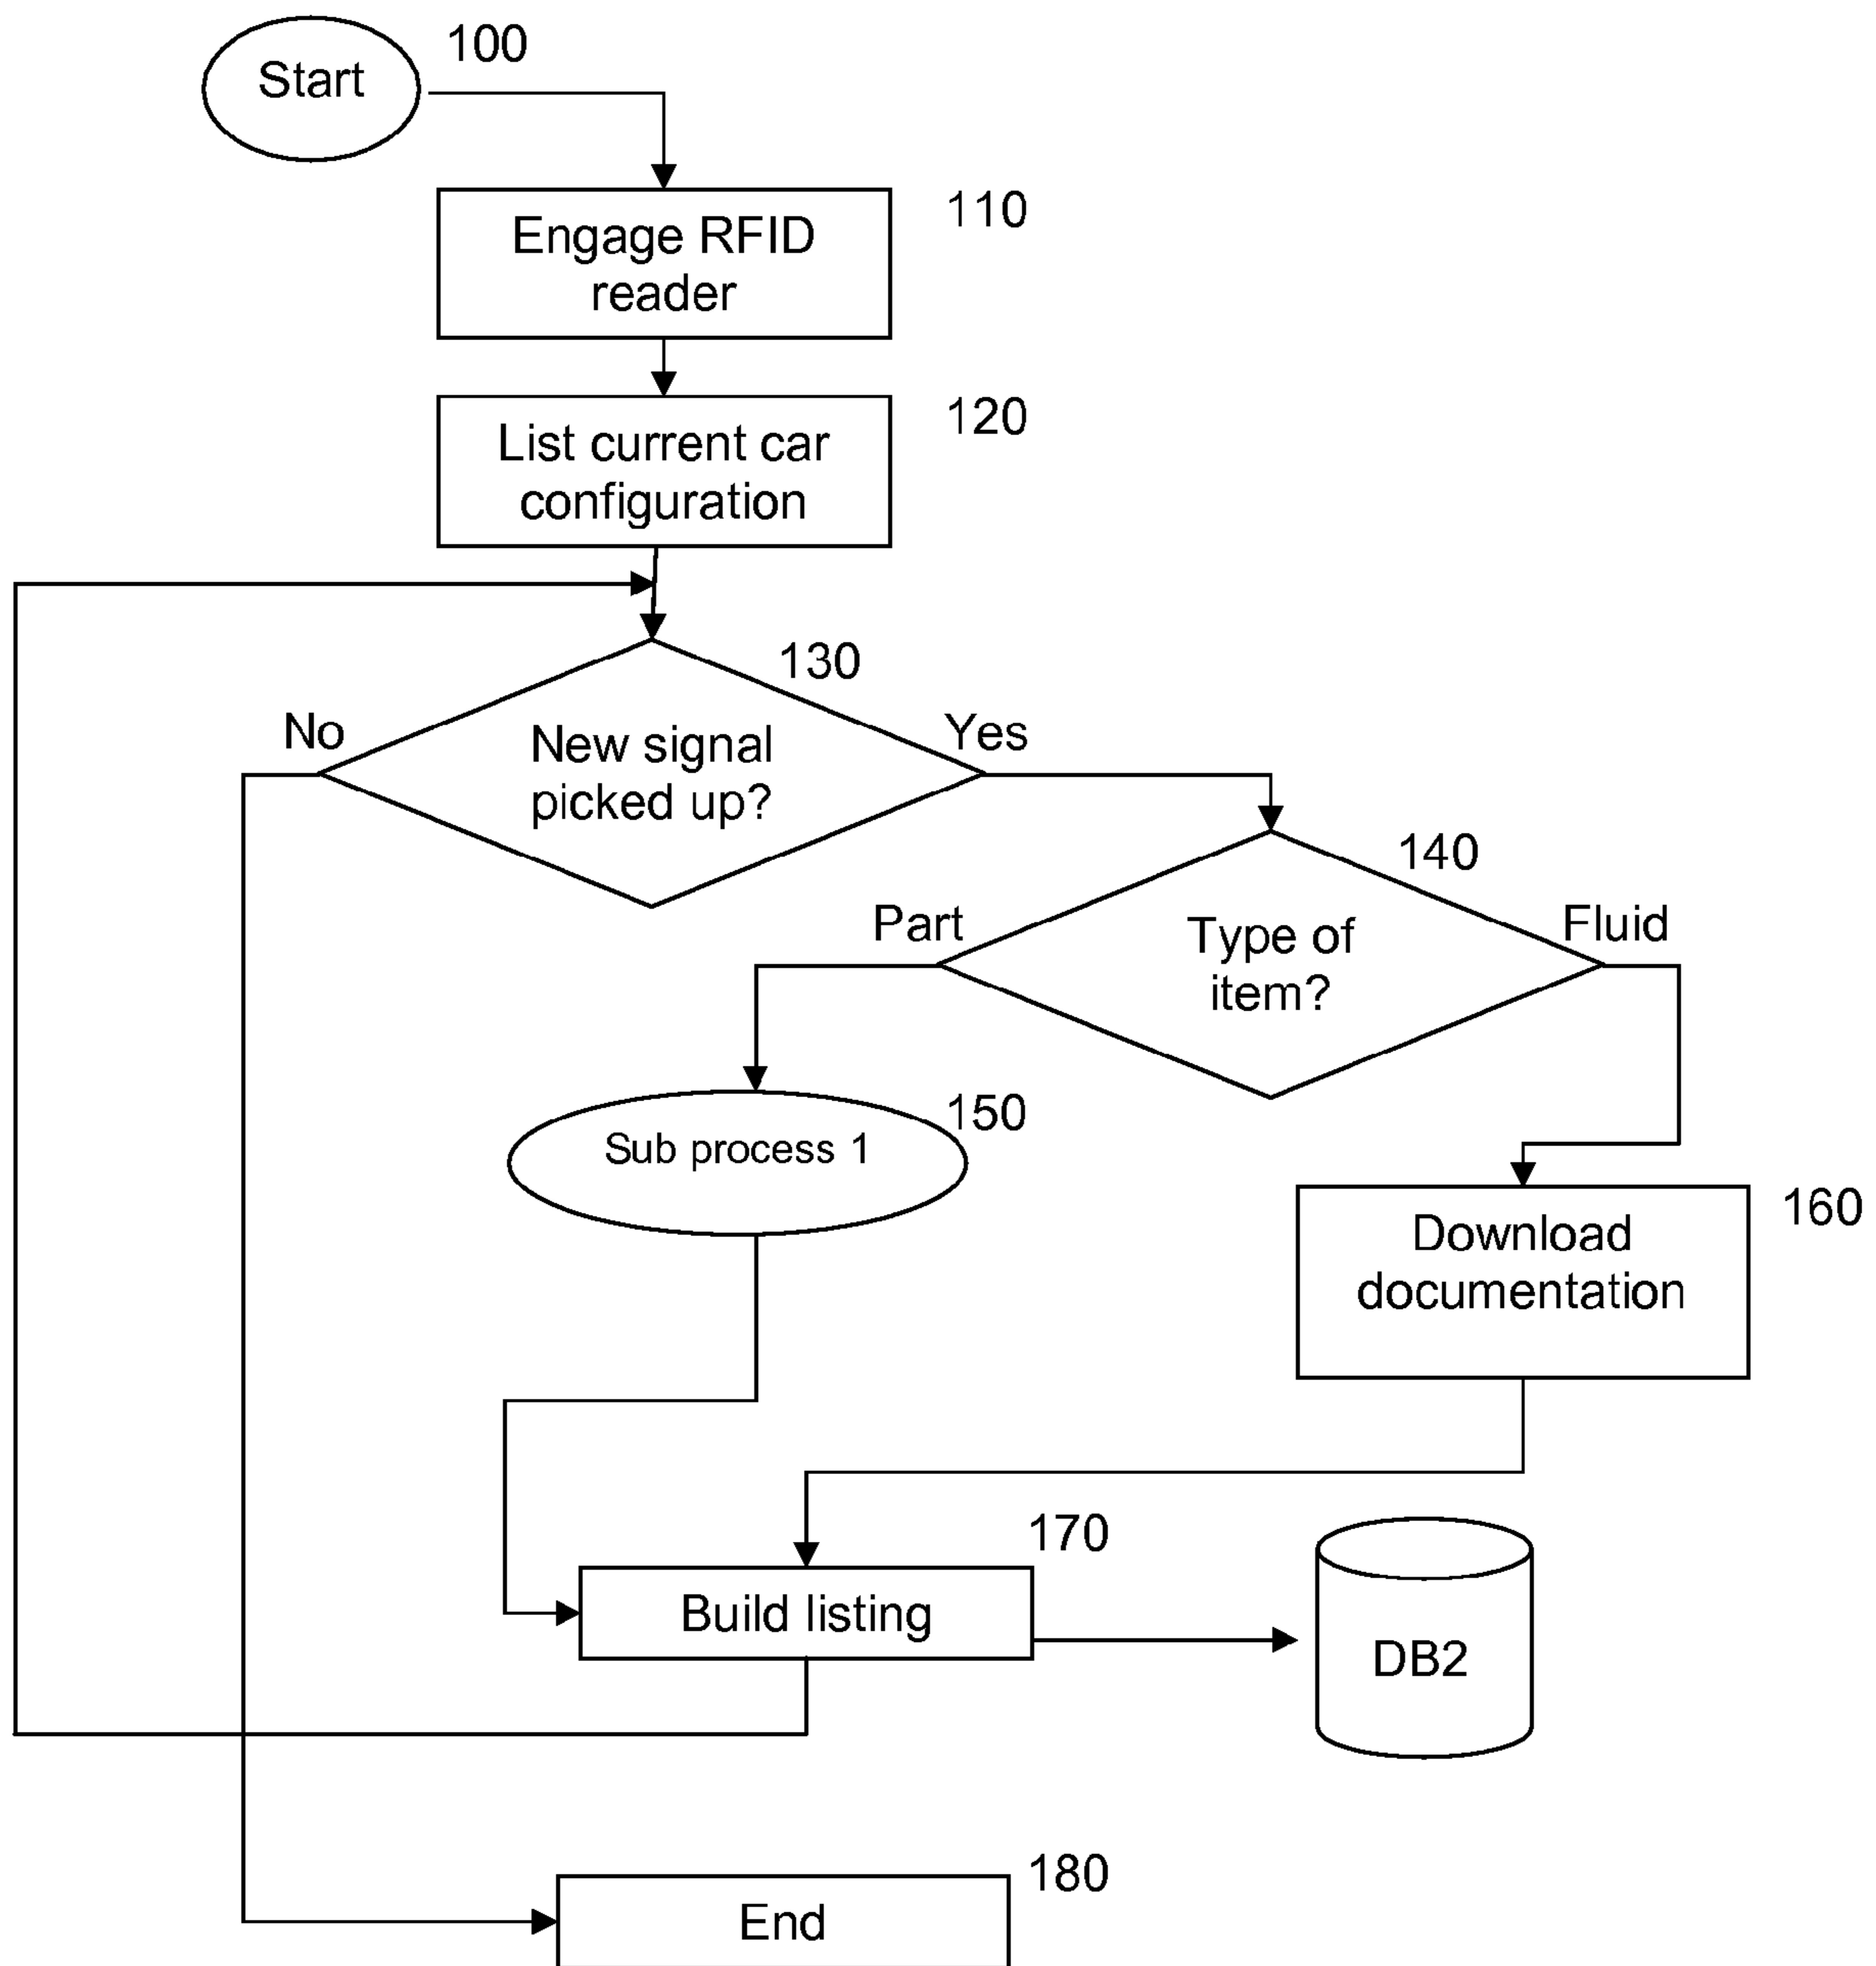 Start
100
Engage RFID
reader
110
List current car
configuration
120
130
No
New signal
picked up?
Yes
140
Part
Type of
item?
Fluid
150
Sub process 1
160
Download
documentation
170
Build listing
DB2
180
End